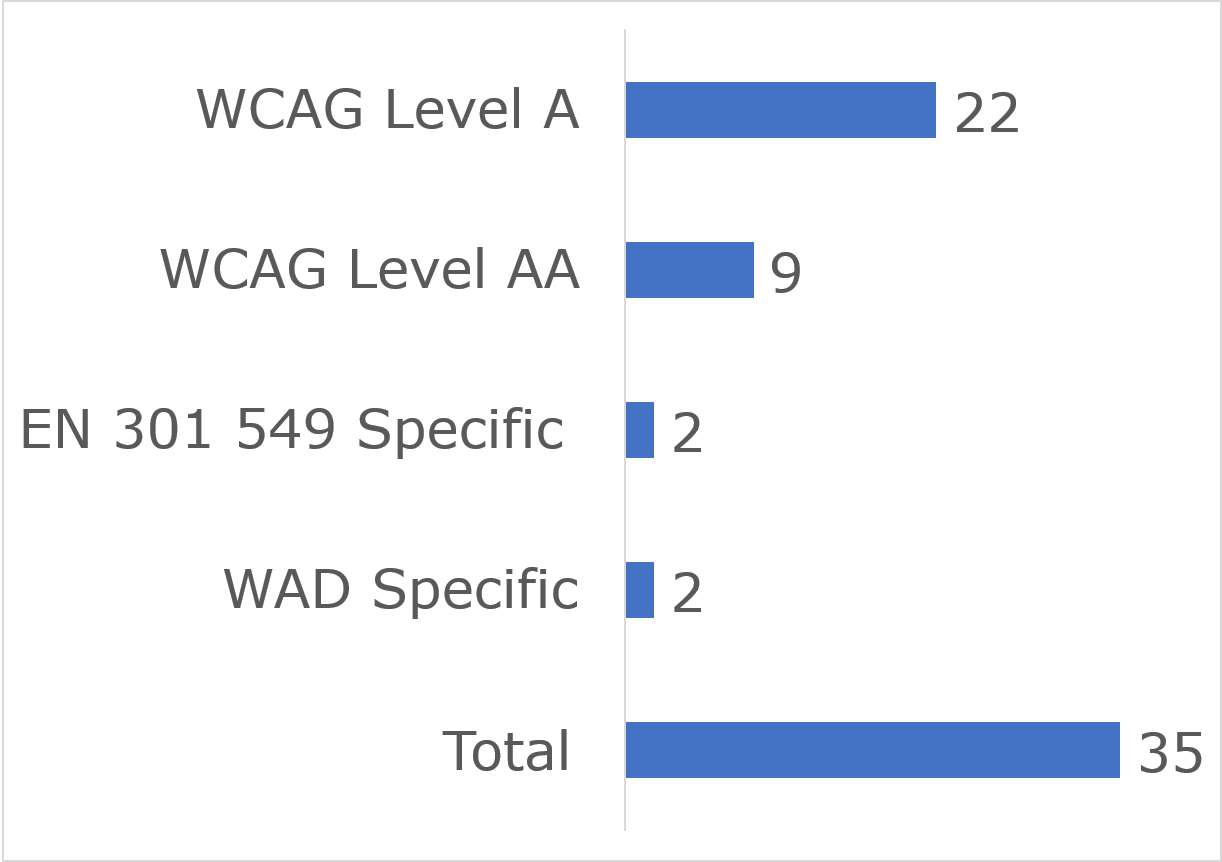 WCAG Level A 22
WCAG Level AA 9
EN 301 549 Specific 2
WAD Specific 2
Total 35